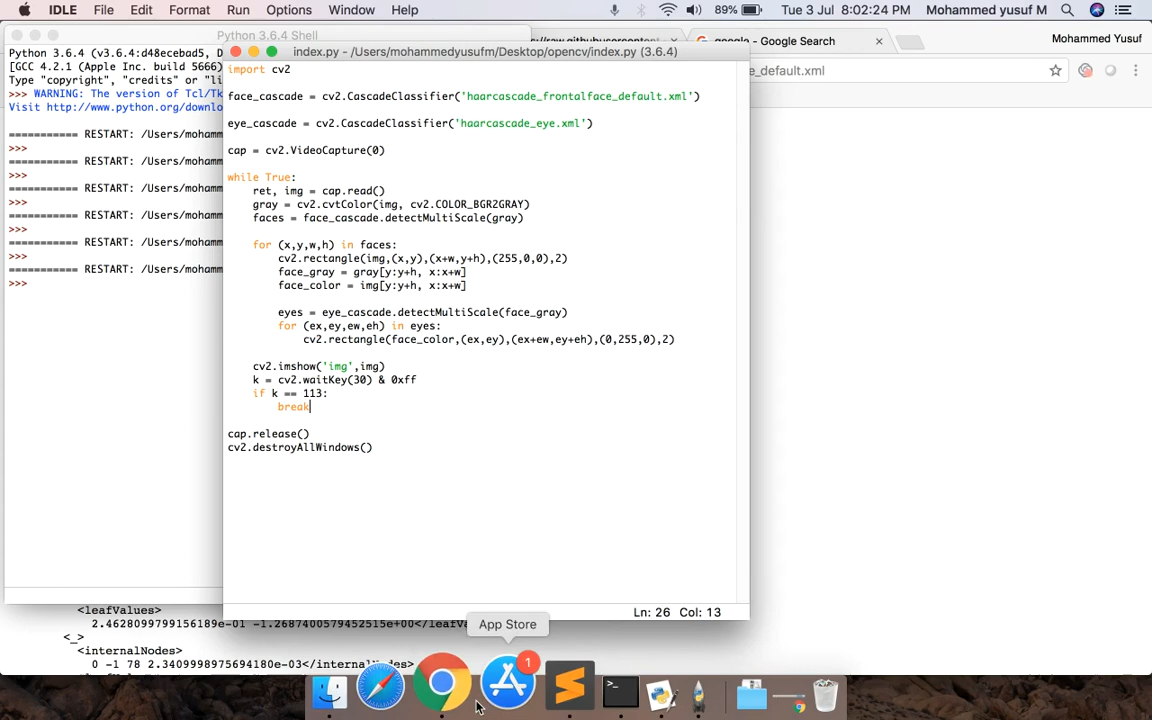 IDLE File Edit Format Run Options Window Help 89% Tue 3 Jul 8:02:24 PM Mohammed yusuf M
Python 3.6.4 Shell
google - Google Search
Mohammed Yusuf
e_default.xml
Python 3.6.4 (v3.6.4:d48ecebad5, D
[GCC 4.2.1 (Apple Inc. build 5666)
Type "copyright", "credits" or "li
>>> WARNING: The version of Tcl/Tk
Visit http://www.python.org/downlo
=========== RESTART: /Users/mohamm
>>>
=========== RESTART: /Users/mohamm
>>>
=========== RESTART: /Users/mohamm
>>>
=========== RESTART: /Users/mohamm
>>>
=========== RESTART: /Users/mohamm
>>>
=========== RESTART: /Users/mohamm
>>>
index.py - /Users/mohammedyusufm/Desktop/opencv/index.py (3.6.4)
import cv2
face_cascade = cv2.CascadeClassifier('haarcascade_frontalface_default.xml')
eye_cascade = cv2.CascadeClassifier('haarcascade_eye.xml')
cap = cv2.VideoCapture(0)
while True:
    ret, img = cap.read()
    gray = cv2.cvtColor(img, cv2.COLOR_BGR2GRAY)
    faces = face_cascade.detectMultiScale(gray)
    for (x,y,w,h) in faces:
        cv2.rectangle(img,(x,y),(x+w,y+h),(255,0,0),2)
        face_gray = gray[y:y+h, x:x+w]
        face_color = img[y:y+h, x:x+w]
        eyes = eye_cascade.detectMultiScale(face_gray)
        for (ex,ey,ew,eh) in eyes:
            cv2.rectangle(face_color,(ex,ey),(ex+ew,ey+eh),(0,255,0),2)
    cv2.imshow('img',img)
    k = cv2.waitKey(30) & 0xff
    if k == 113:
        break
cap.release()
cv2.destroyAllWindows()
Ln: 26 Col: 13
<leafValues>
2.4628099799156189e-01 -1.2687400579452515e+00</leafV
<_>
<internalNodes>
0 -1 78 2.3409998975694180e-03</internalNodes>
App Store
1